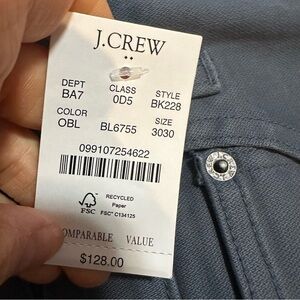 J.CREW
DEPT CLASS STYLE
BA7 0D5 BK228
COLOR SIZE
OBL BL6755 3030
099107254622
FSC
RECYCLED
Paper
FSC® C134125
OMPARABLE VALUE
$128.00
J.CREW